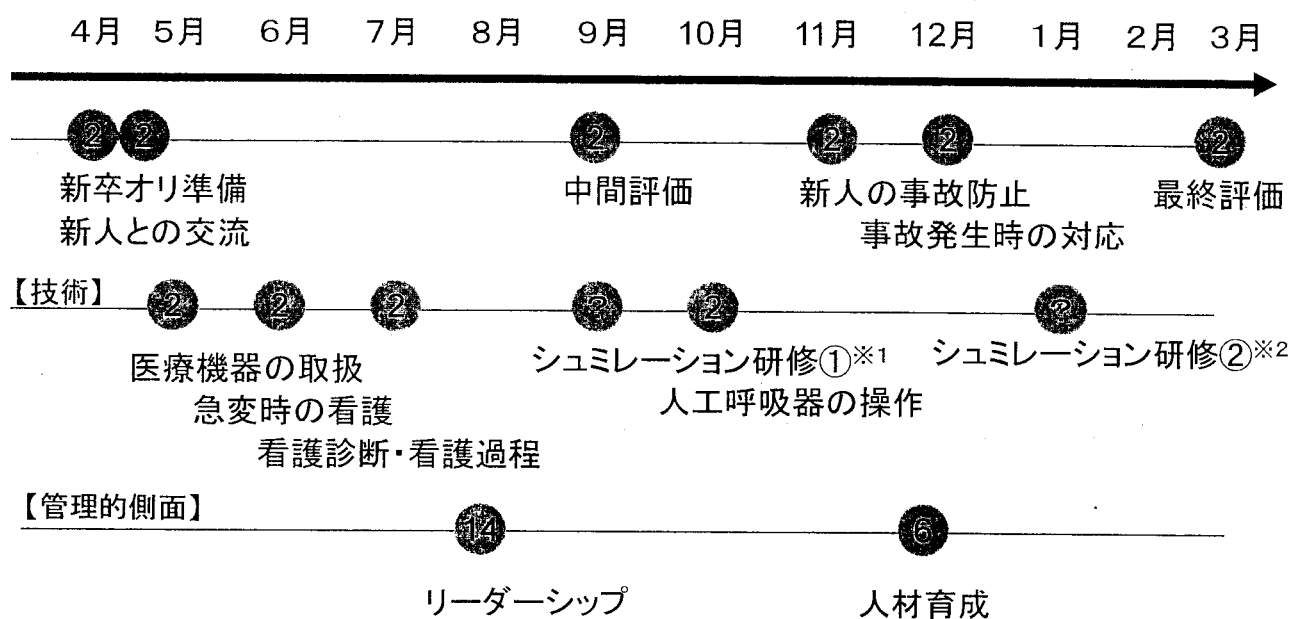 4月 5月 6月 7月 8月 9月 10月 11月 12月 1月 2月 3月
2 2 2 2 2 2
新卒オリ準備 中間評価 新人の事故防止 最終評価
新人との交流 事故発生時の対応
【技術】
2 2 2 2
医療機器の取扱 シュミレーション研修①※1 シュミレーション研修②※2
急変時の看護 人工呼吸器の操作
看護診断・看護過程
【管理的側面】
14 6
リーダーシップ 人材育成